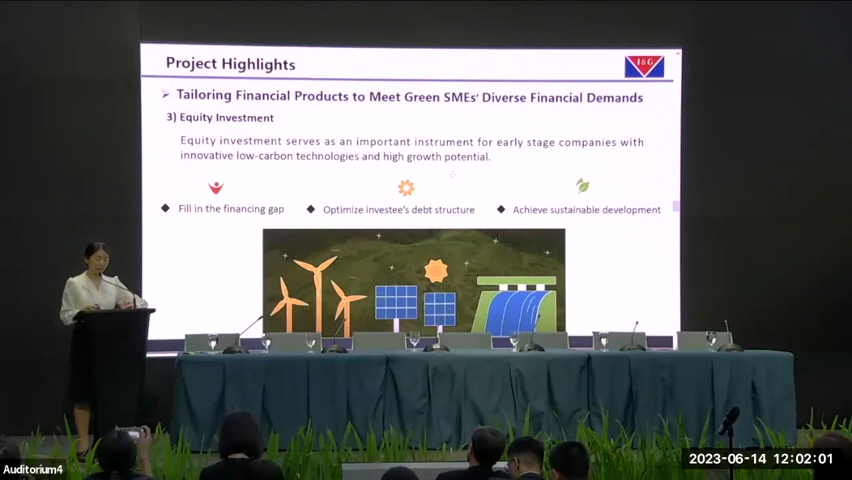 Project Highlights
I&G
Tailoring Financial Products to Meet Green SMEs' Diverse Financial Demands
3) Equity Investment
Equity investment serves as an important instrument for early stage companies with
innovative low-carbon technologies and high growth potential.
Fill in the financing gap
Optimize investee's debt structure
Achieve sustainable development
Auditorium4
2023-06-14 12:02:01